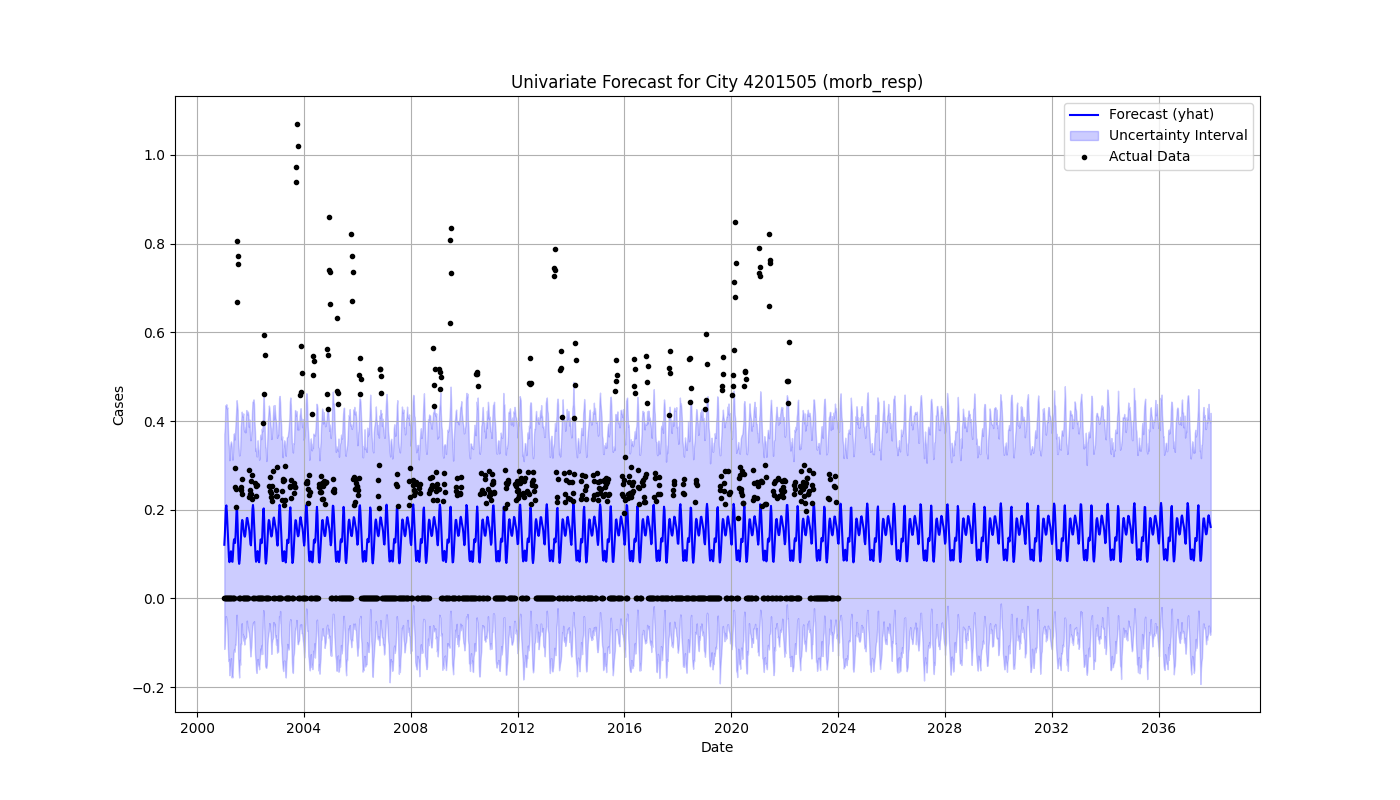 Univariate Forecast for City 4201505 (morb_resp)
Forecast (yhat)
Uncertainty Interval
Actual Data
Cases
1.0
0.8
0.6
0.4
0.2
0.0
−0.2
2000 2004 2008 2012 2016 2020 2024 2028 2032 2036
Date